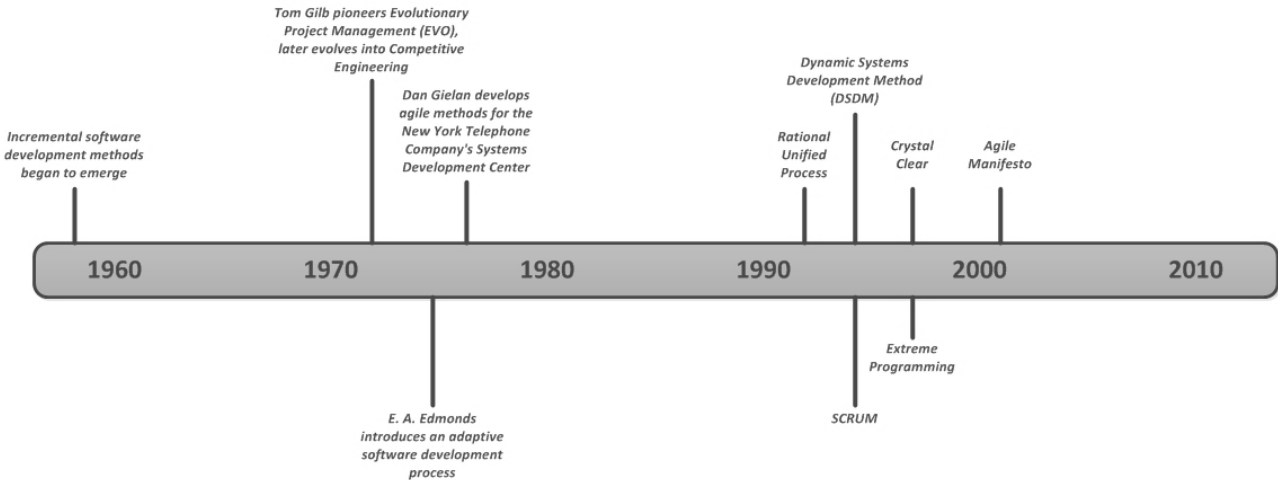 Tom Gilb pioneers Evolutionary
Project Management (EVO),
later evolves into Competitive
Engineering
Dynamic Systems
Development Method
(DSDM)
Dan Gielan develops
agile methods for the
New York Telephone
Company's Systems
Development Center
Incremental software
development methods
began to emerge
Rational
Unified
Process
Crystal
Clear
Agile
Manifesto
1960
1970
1980
1990
2000
2010
Extreme
Programming
E. A. Edmonds
introduces an adaptive
software development
process
SCRUM